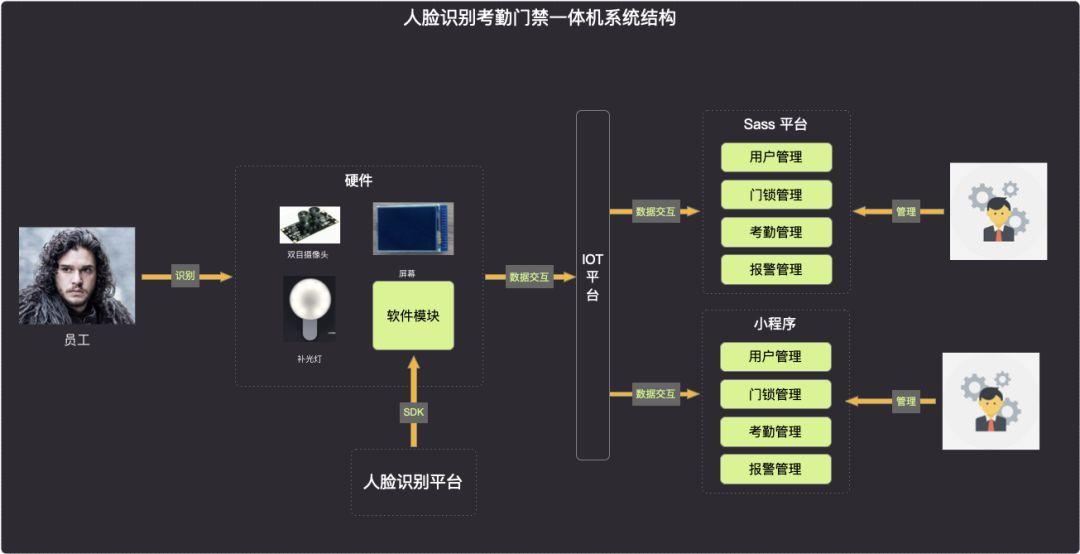 人脸识别考勤门禁一体机系统结构
员工
识别
硬件
双目摄像头
屏幕
补光灯
软件模块
SDK
人脸识别平台
数据交互
IOT
平
台
数据交互
Sass 平台
用户管理
门锁管理
考勤管理
报警管理
管理
数据交互
小程序
用户管理
门锁管理
考勤管理
报警管理
管理